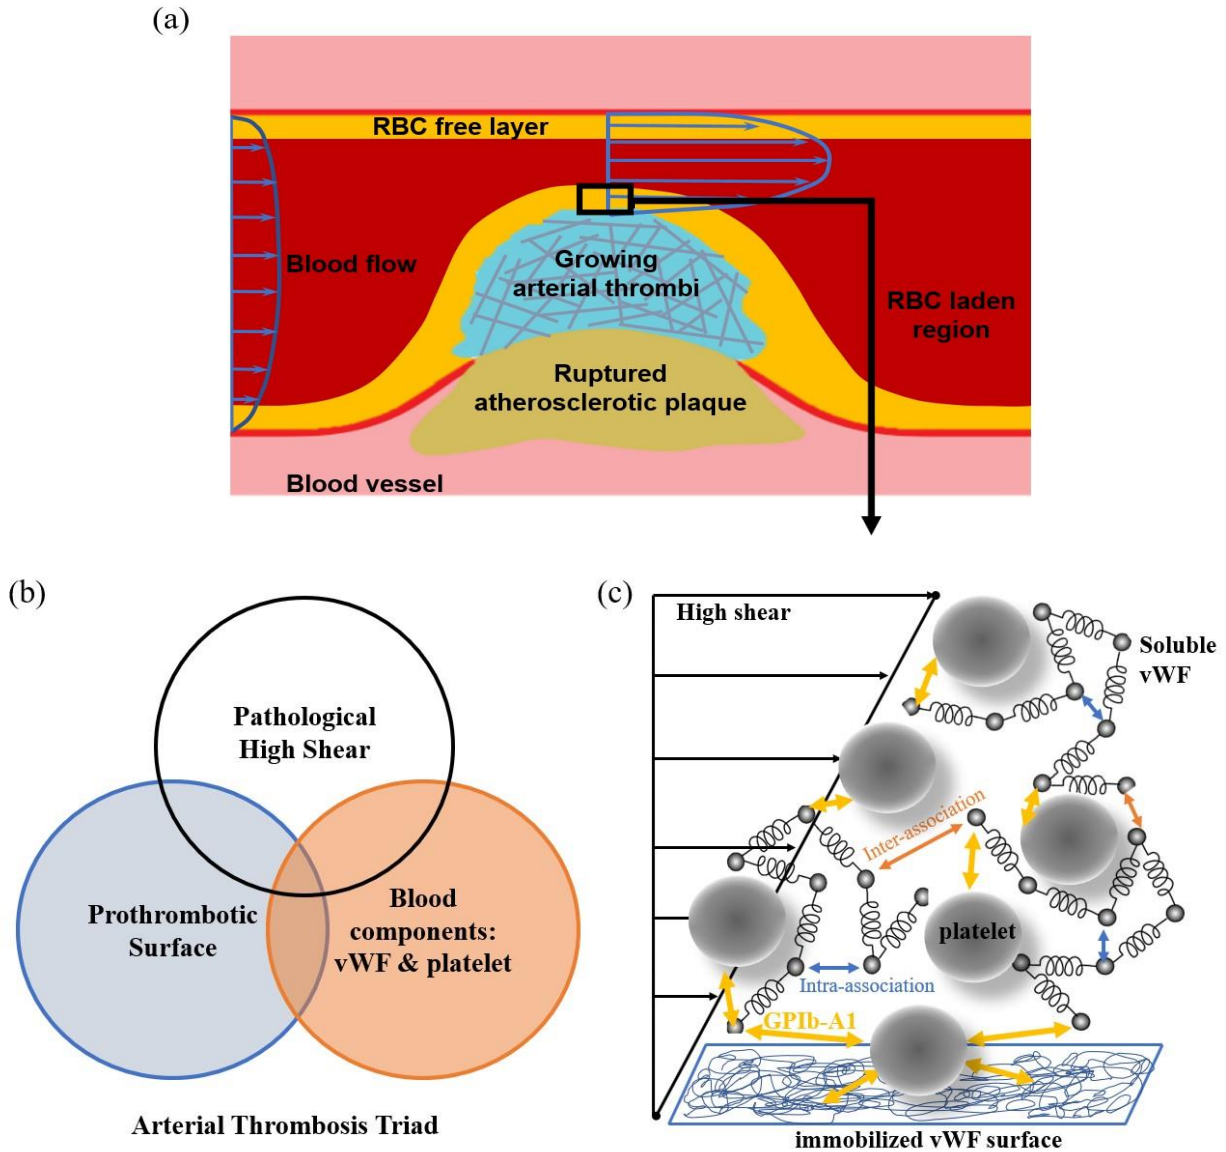 (a)
RBC free layer
Blood flow
Growing
arterial thrombi
RBC laden
region
Ruptured
atherosclerotic plaque
Blood vessel
(b)
Pathological
High Shear
Prothrombotic
Surface
Blood
components:
vWF & platelet
Arterial Thrombosis Triad
(c)
High shear
Soluble
vWF
Inter-association
platelet
Intra-association
GPIb-A1
immobilized vWF surface